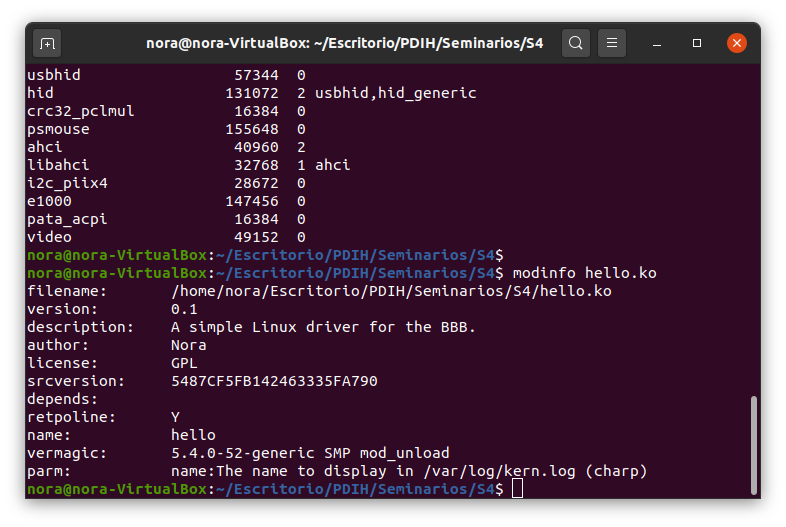 nora@nora-VirtualBox: ~/Escritorio/PDIH/Seminarios/S4
usbhid                 57344  0
hid                   131072  2 usbhid,hid_generic
crc32_pclmul           16384  0
psmouse               155648  0
ahci                   40960  2
libahci                32768  1 ahci
i2c_piix4              28672  0
e1000                 147456  0
pata_acpi              16384  0
video                  49152  0
nora@nora-VirtualBox:~/Escritorio/PDIH/Seminarios/S4$
nora@nora-VirtualBox:~/Escritorio/PDIH/Seminarios/S4$ modinfo hello.ko
filename:       /home/nora/Escritorio/PDIH/Seminarios/S4/hello.ko
version:        0.1
description:    A simple Linux driver for the BBB.
author:         Nora
license:        GPL
srcversion:     5487CF5FB142463335FA790
depends:
retpoline:      Y
name:           hello
vermagic:       5.4.0-52-generic SMP mod_unload
parm:           name:The name to display in /var/log/kern.log (charp)
nora@nora-VirtualBox:~/Escritorio/PDIH/Seminarios/S4$